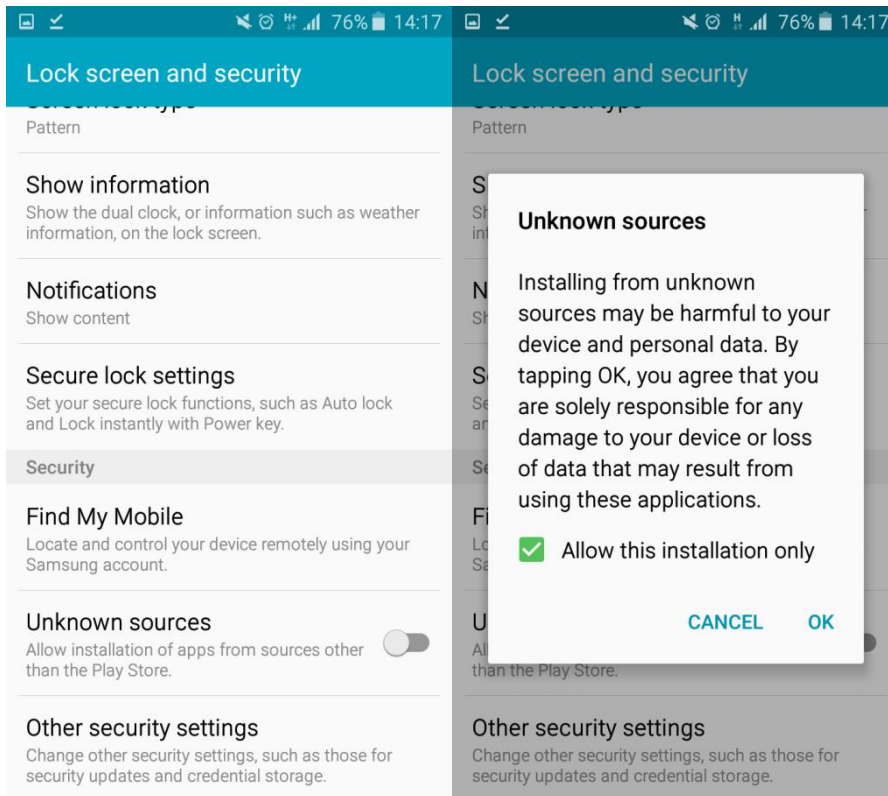 76% 14:17
Lock screen and security
Pattern
Show information
Show the dual clock, or information such as weather
information, on the lock screen.
Notifications
Show content
Secure lock settings
Set your secure lock functions, such as Auto lock
and Lock instantly with Power key.
Security
Find My Mobile
Locate and control your device remotely using your
Samsung account.
Unknown sources
Allow installation of apps from sources other
than the Play Store.
Other security settings
Change other security settings, such as those for
security updates and credential storage.
76% 14:17
Lock screen and security
Pattern
Unknown sources
Installing from unknown
sources may be harmful to your
device and personal data. By
tapping OK, you agree that you
are solely responsible for any
damage to your device or loss
of data that may result from
using these applications.
Allow this installation only
CANCEL OK
than the Play Store.
Other security settings
Change other security settings, such as those for
security updates and credential storage.